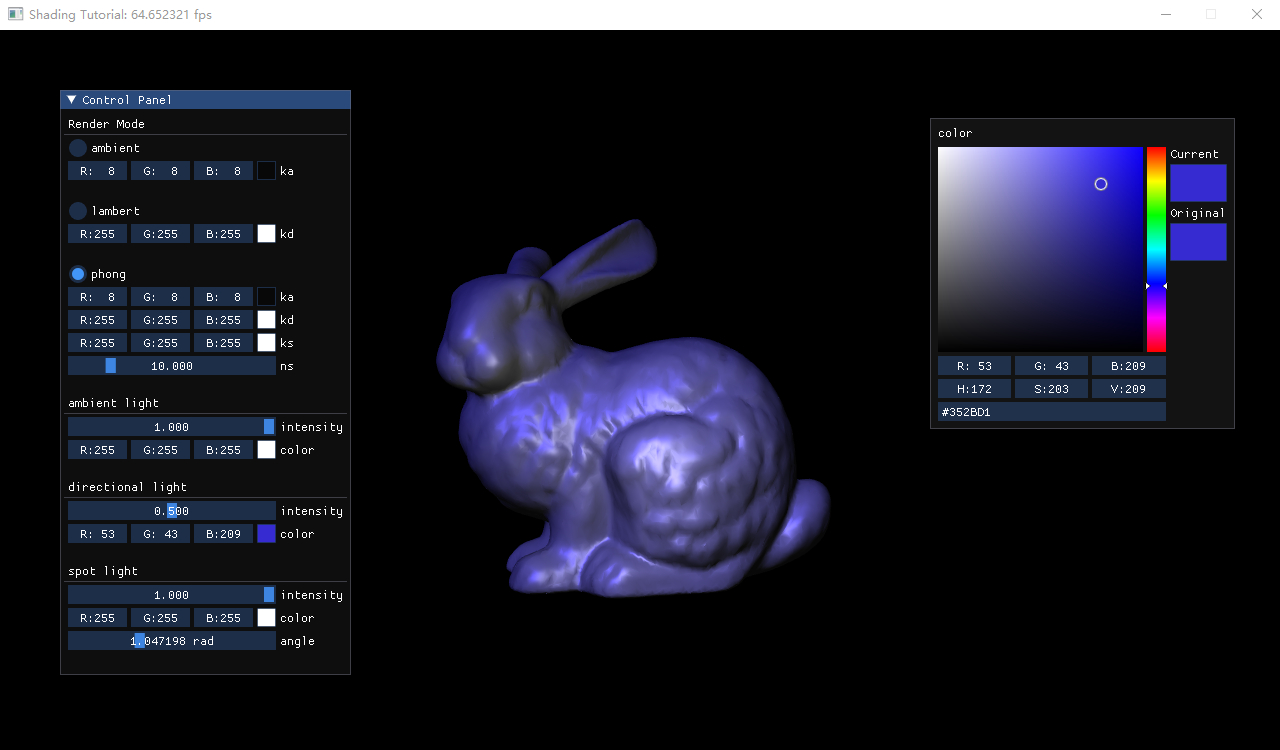 Shading Tutorial: 64.652321 fps
Control Panel
Render Mode
ambient
R: 8 G: 8 B: 8 ka
lambert
R:255 G:255 B:255 kd
phong
R: 8 G: 8 B: 8 ka
R:255 G:255 B:255 kd
R:255 G:255 B:255 ks
10.000 ns
ambient light
1.000 intensity
R:255 G:255 B:255 color
directional light
0.500 intensity
R: 53 G: 43 B:209 color
spot light
1.000 intensity
R:255 G:255 B:255 color
1.047198 rad angle
color
Current
Original
R: 53 G: 43 B:209
H:172 S:203 V:209
#352BD1